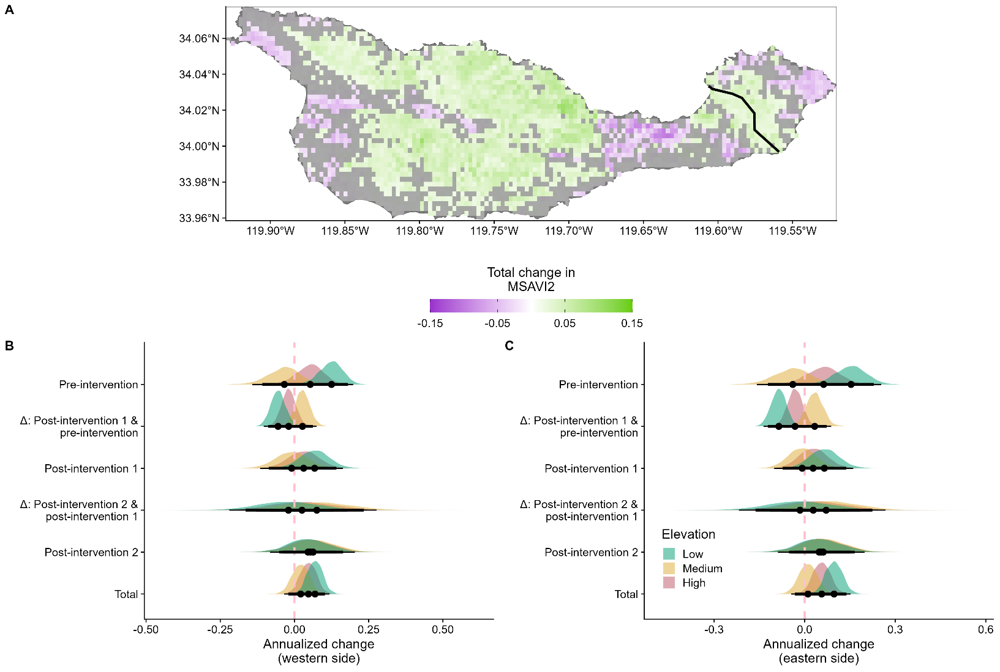 A
34.06°N
34.04°N
34.02°N
34.00°N
33.98°N
33.96°N
119.90°W 119.85°W 119.80°W 119.75°W 119.70°W 119.65°W 119.60°W 119.55°W
Total change in
MSAVI2
-0.15 -0.05 0.05 0.15
B
Pre-intervention
Δ: Post-intervention 1 &
pre-intervention
Post-intervention 1
Δ: Post-intervention 2 &
post-intervention 1
Post-intervention 2
Total
-0.50 -0.25 0.00 0.25 0.50
Annualized change
(western side)
C
Pre-intervention
Δ: Post-intervention 1 &
pre-intervention
Post-intervention 1
Δ: Post-intervention 2 &
post-intervention 1
Post-intervention 2
Total
Elevation
Low
Medium
High
-0.3 0.0 0.3 0.6
Annualized change
(eastern side)